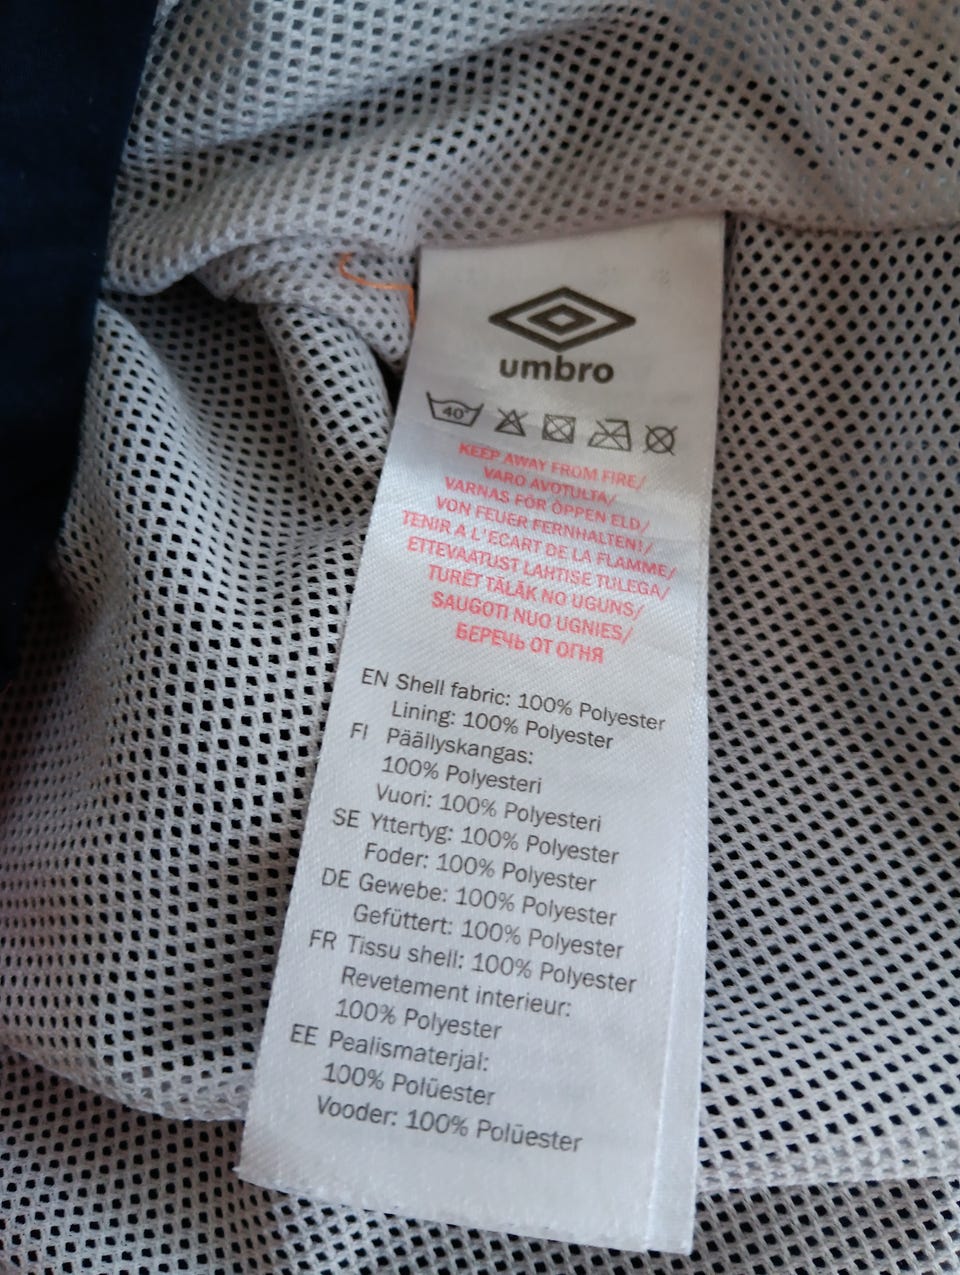 umbro
40°
KEEP AWAY FROM FIRE/
VARO AVOTULTA/
VARNAS FÖR ÖPPEN ELD/
VON FEUER FERNHALTEN!/
TENIR A L'ECART DE LA FLAMME/
ETTEVAATUST LAHTISE TULEGA/
TURĒT TĀLĀK NO UGUNS/
SAUGOTI NUO UGNIES/
БЕРЕЧЬ ОТ ОГНЯ
EN Shell fabric: 100% Polyester
Lining: 100% Polyester
FI Päällyskangas:
100% Polyesteri
Vuori: 100% Polyesteri
SE Yttertyg: 100% Polyester
Foder: 100% Polyester
DE Gewebe: 100% Polyester
Gefüttert: 100% Polyester
FR Tissu shell: 100% Polyester
Revetement interieur:
100% Polyester
EE Pealismaterjal:
100% Polüester
Vooder: 100% Polüester